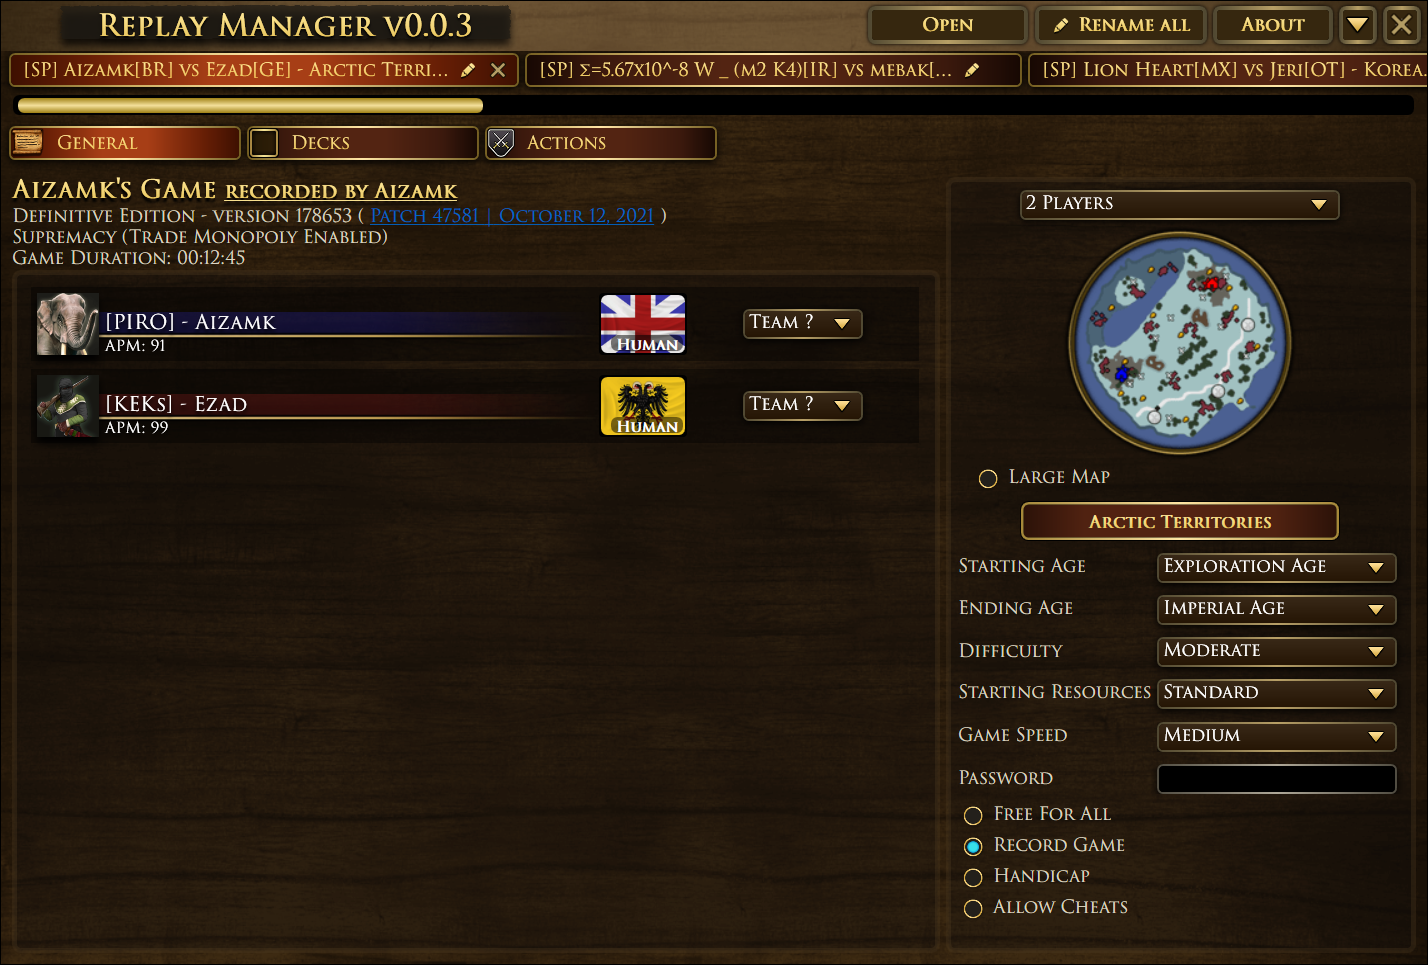 Replay Manager v0.0.3
Open
Rename all
About
[SP] Aizamk[BR] vs Ezad[GE] - Arctic Terri...
[SP] Σ=5.67x10^-8 W _ (m2 K4)[IR] vs mebak[...
[SP] Lion Heart[MX] vs Jeri[OT] - Korea
General
Decks
Actions
Aizamk's Game recorded by Aizamk
Definitive Edition - version 178653 ( Patch 47581 | October 12, 2021 )
Supremacy (Trade Monopoly Enabled)
Game Duration: 00:12:45
[PIRO] - Aizamk
APM: 91
Human
Team ?
[KEKs] - Ezad
APM: 99
Human
Team ?
2 Players
Large Map
Arctic Territories
Starting Age
Exploration Age
Ending Age
Imperial Age
Difficulty
Moderate
Starting Resources
Standard
Game Speed
Medium
Password
Free For All
Record Game
Handicap
Allow Cheats